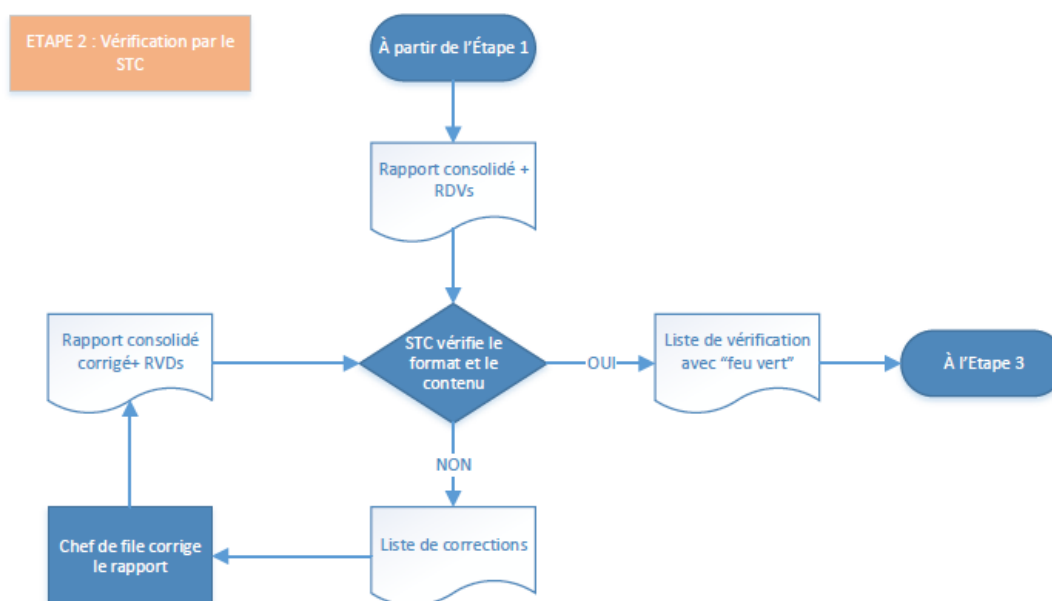 ETAPE 2 : Vérification par le
STC
À partir de l'Étape 1
Rapport consolidé +
RDVs
Rapport consolidé
corrigé+ RVDs
STC vérifie le
format et le
contenu
OUI
Liste de vérification
avec "feu vert"
À l'Etape 3
NON
Chef de file corrige
le rapport
Liste de corrections